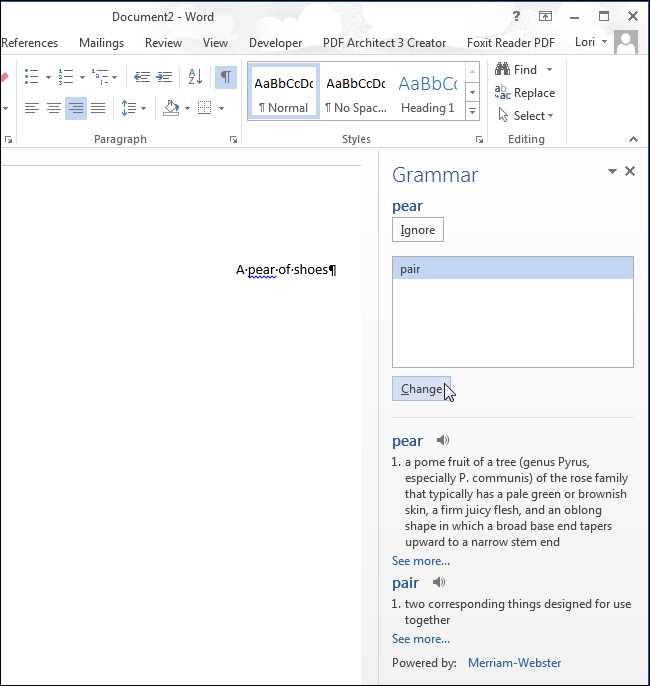 Document2 - Word
?
References Mailings Review View Developer PDF Architect 3 Creator Foxit Reader PDF Lori
AaBbCcDc AaBbCcDc AaBbCc
¶ Normal ¶ No Spac... Heading 1
Find
Replace
Select
Paragraph Styles Editing
A·pear·of·shoes¶
Grammar
pear
Ignore
pair
Change
pear
1. a pome fruit of a tree (genus Pyrus,
especially P. communis) of the rose family
that typically has a pale green or brownish
skin, a firm juicy flesh, and an oblong
shape in which a broad base end tapers
upward to a narrow stem end
See more...
pair
1. two corresponding things designed for use
together
See more...
Powered by: Merriam-Webster